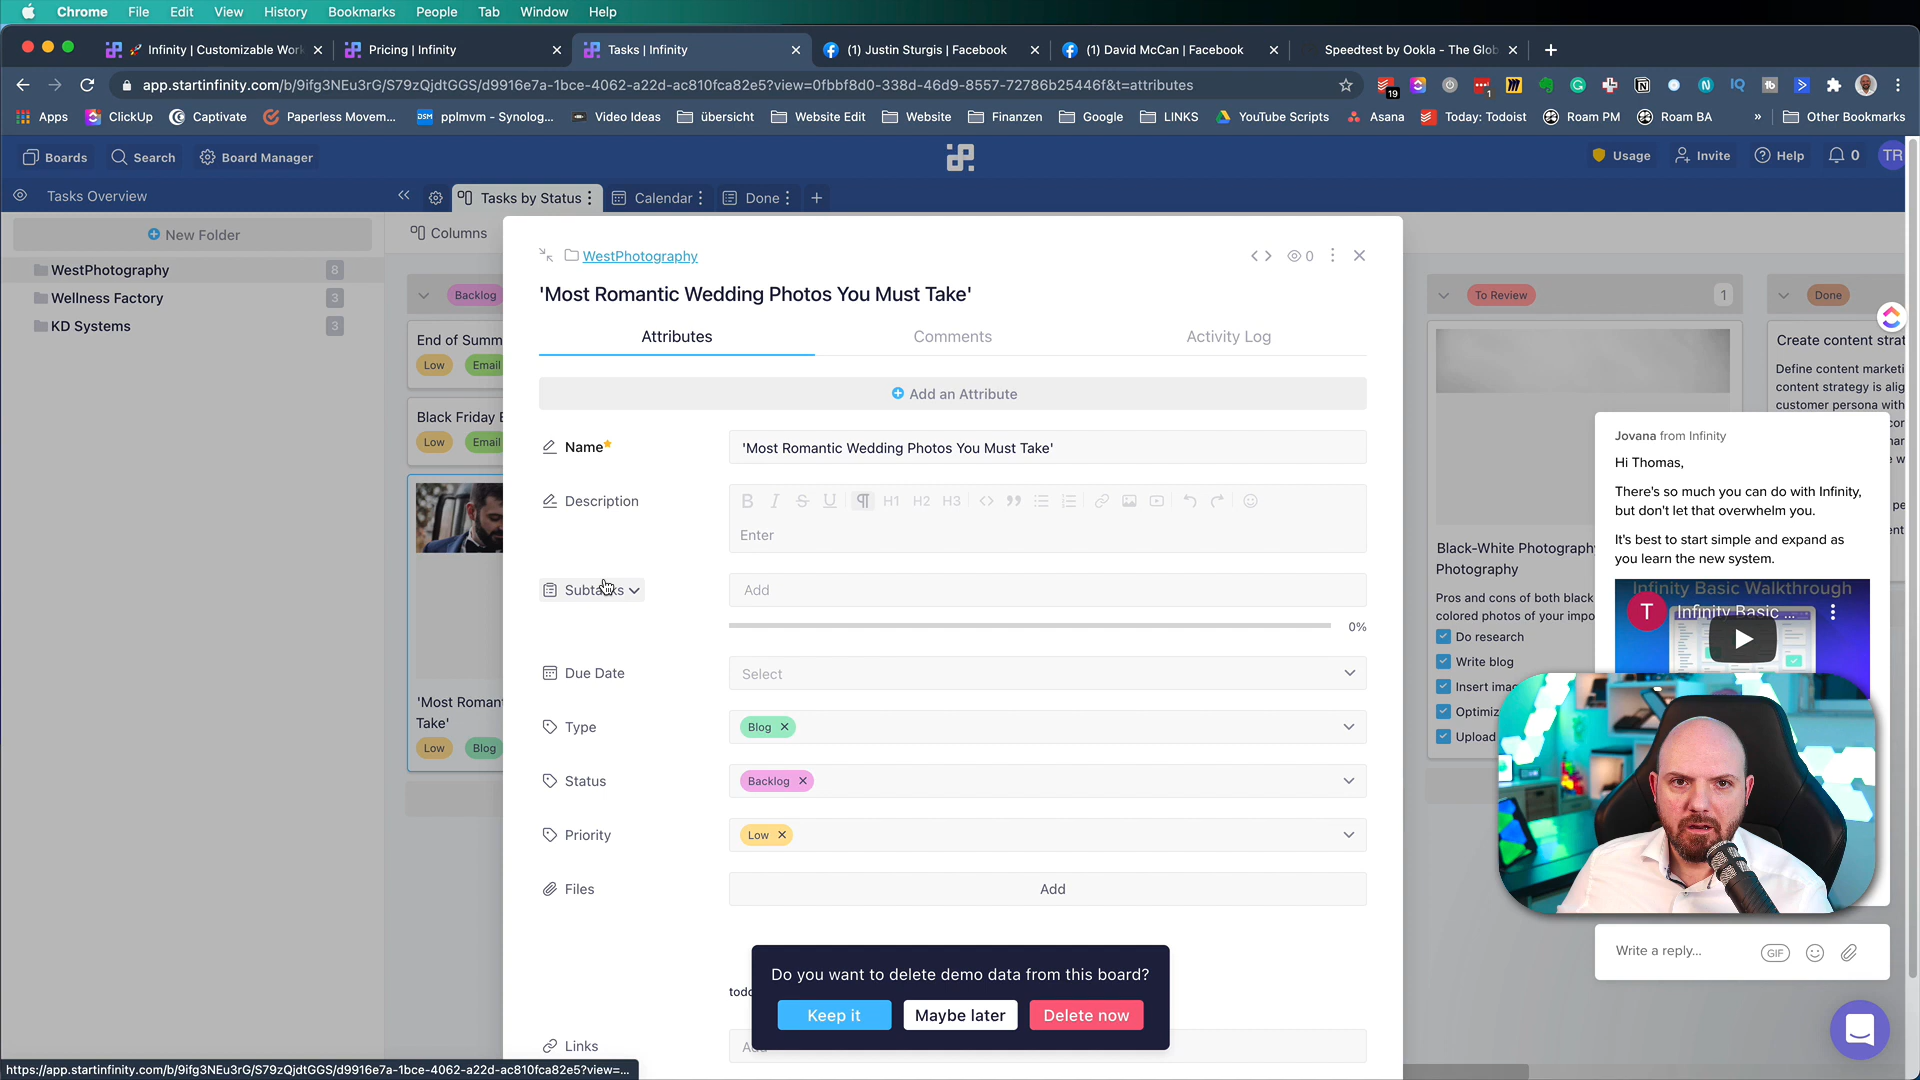 Chrome File Edit View History Bookmarks People Tab Window Help
Infinity | Customizable Work
Pricing | Infinity
Tasks | Infinity
(1) Justin Sturgis | Facebook
(1) David McCan | Facebook
Speedtest by Ookla - The Glob
app.startinfinity.com/b/9ifg3NEu3rG/S79zQjdtGGS/d9916e7a-1bce-4062-a22d-ac810fca82e5?view=0fbbf8d0-338d-46d9-8557-72786b25446f&t=attributes
19
1
Apps ClickUp Captivate Paperless Movem... pplmvm - Synolog... Video Ideas übersicht Website Edit Website Finanzen Google LINKS YouTube Scripts Asana Today: Todoist Roam PM Roam BA » Other Bookmarks
Boards Search Board Manager Usage Invite Help 0 TR
Tasks Overview
Tasks by Status Calendar Done
New Folder
Columns
WestPhotography 8
Wellness Factory 3
KD Systems 3
Backlog
End of Summ
Low Email
Black Friday E
Low Email
'Most Roman
Take'
Low Blog
WestPhotography
0
'Most Romantic Wedding Photos You Must Take'
Attributes Comments Activity Log
Add an Attribute
Name 'Most Romantic Wedding Photos You Must Take'
Description
B I S U ¶ H1 H2 H3
Enter
Subtasks Add
0%
Due Date Select
Type Blog
Status Backlog
Priority Low
Files Add
todo
Links Add
Do you want to delete demo data from this board?
Keep it Maybe later Delete now
To Review 1
Black-White Photograph
Photography
Pros and cons of both black
colored photos of your impo
Do research
Write blog
Insert imag
Optimiz
Upload
Done
Create content strat
Define content marketi
content strategy is alig
customer persona with
Jovana from Infinity
Hi Thomas,
There's so much you can do with Infinity,
but don't let that overwhelm you.
It's best to start simple and expand as
you learn the new system.
Infinity Basic Walkthrough
T Infinity Basic ...
Write a reply... GIF
https://app.startinfinity.com/b/9ifg3NEu3rG/S79zQjdtGGS/d9916e7a-1bce-4062-a22d-ac810fca82e5?view=...